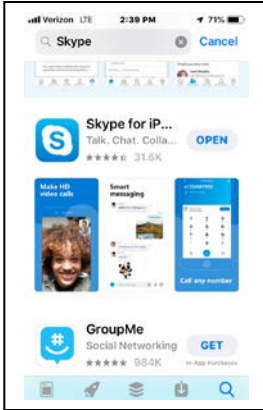 Verizon LTE 2:39 PM 71%
Skype Cancel
Skype for iP...
Talk. Chat. Colla...
OPEN
31.6K
Make HD
video calls
Smart
messaging
Call any number
GroupMe
Social Networking
GET
984K
In-App Purchases